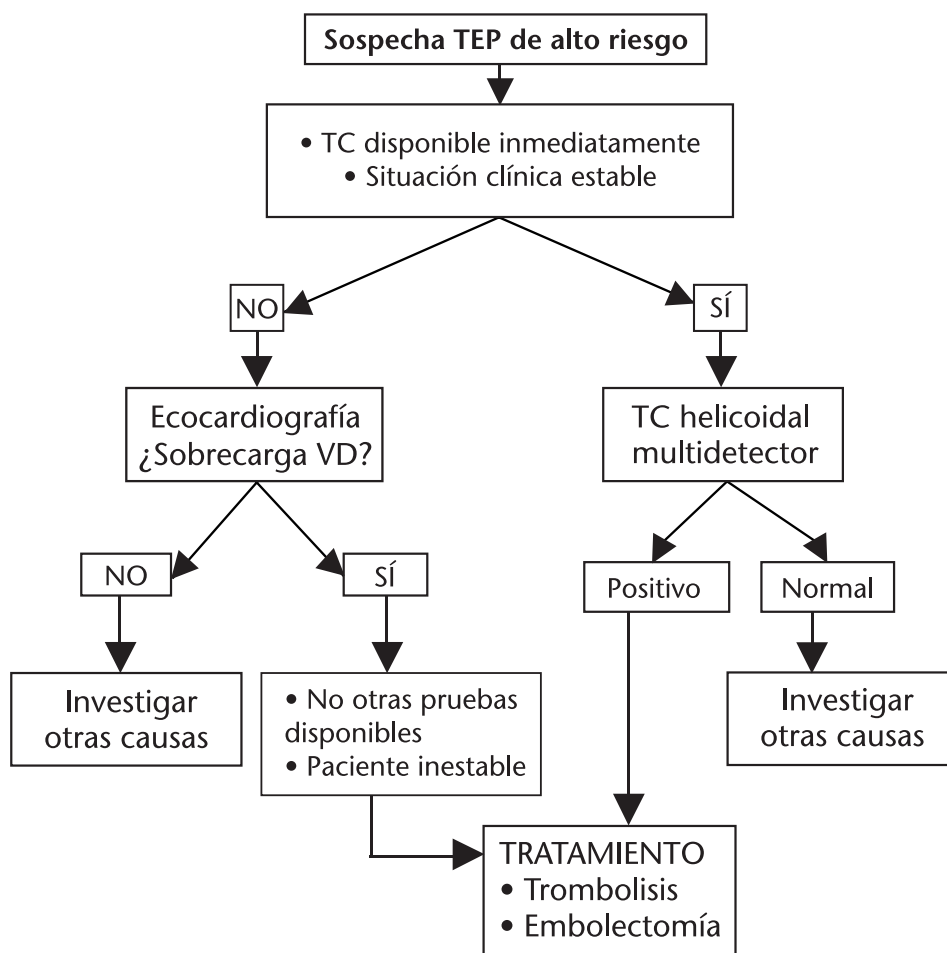 Sospecha TEP de alto riesgo
• TC disponible inmediatamente
• Situación clínica estable
NO
SÍ
Ecocardiografía
¿Sobrecarga VD?
TC helicoidal
multidetector
NO
SÍ
Positivo
Normal
Investigar
otras causas
• No otras pruebas
disponibles
• Paciente inestable
Investigar
otras causas
TRATAMIENTO
• Trombolisis
• Embolectomía